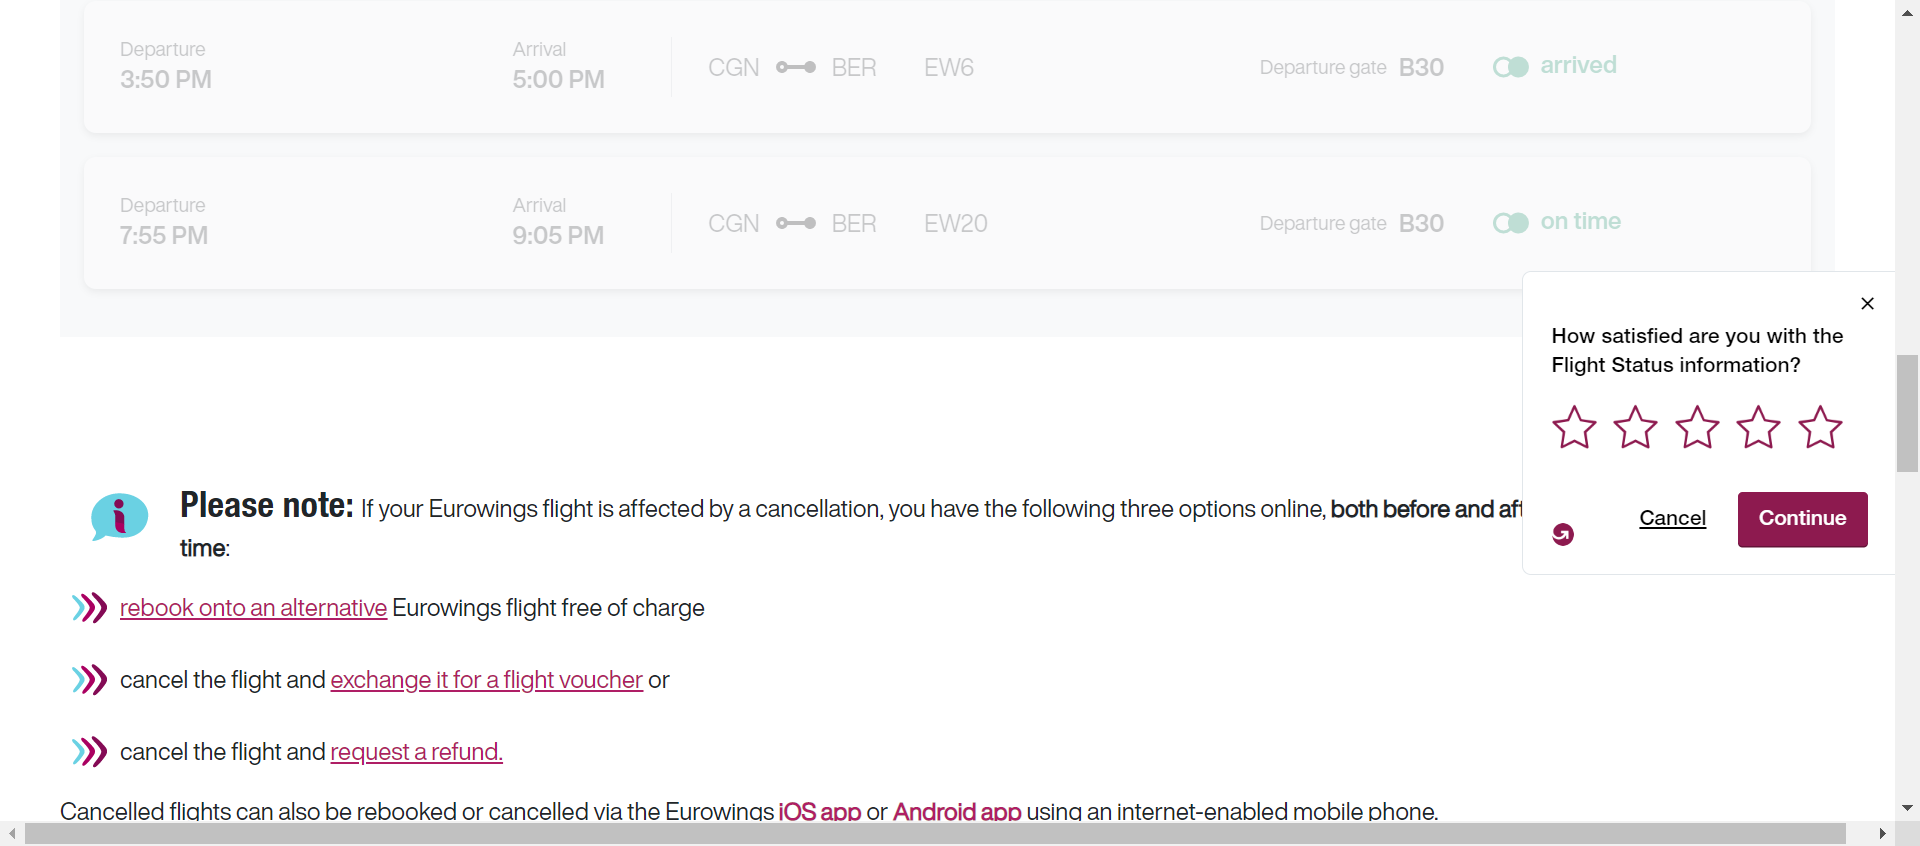 Departure
3:50 PM
Arrival
5:00 PM
CGN BER EW6
Departure gate B30
arrived
Departure
7:55 PM
Arrival
9:05 PM
CGN BER EW20
Departure gate B30
on time
How satisfied are you with the
Flight Status information?
Cancel
Continue
Please note: If your Eurowings flight is affected by a cancellation, you have the following three options online, both before and
time:
rebook onto an alternative Eurowings flight free of charge
cancel the flight and exchange it for a flight voucher or
cancel the flight and request a refund.
Cancelled flights can also be rebooked or cancelled via the Eurowings iOS app or Android app using an internet-enabled mobile phone.